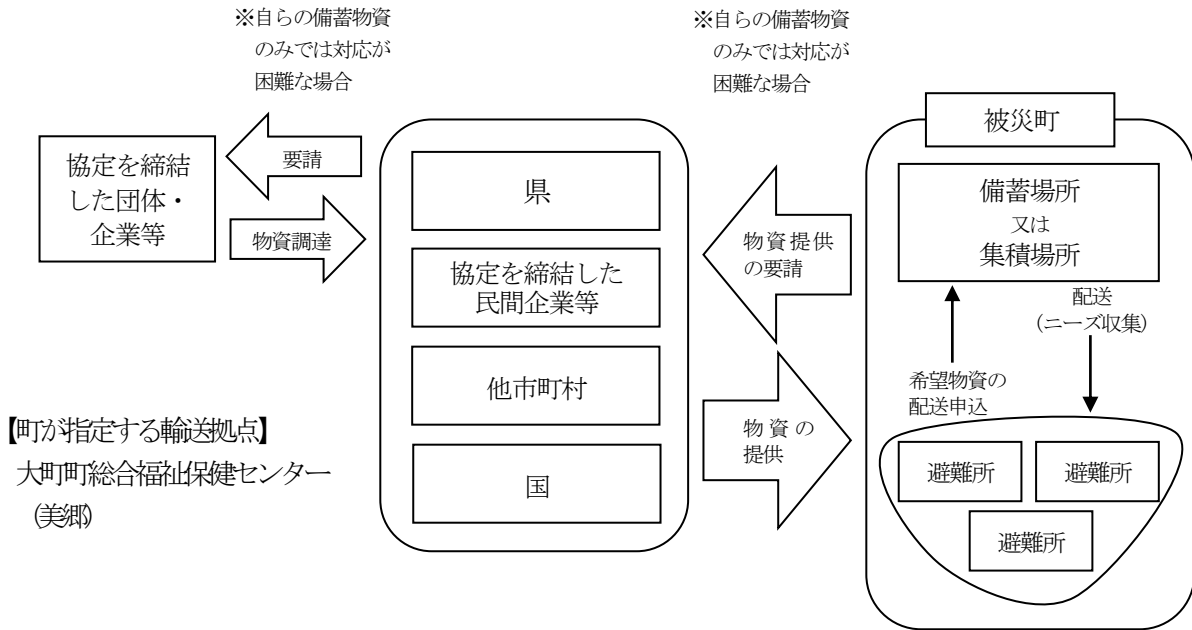 ※自らの備蓄物資
のみでは対応が
困難な場合
※自らの備蓄物資
のみでは対応が
困難な場合
協定を締結
した団体・
企業等
要請
物資調達
県
協定を締結した
民間企業等
他市町村
国
物資提供
の要請
物資の
提供
被災町
備蓄場所
又は
集積場所
配送
(ニーズ収集)
希望物資の
配送申込
避難所
避難所
避難所
【町が指定する輸送拠点】
大町町総合福祉保健センター
(美郷)